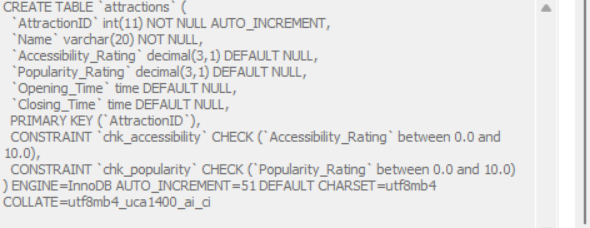 CREATE TABLE `attractions` (
`AttractionID` int(11) NOT NULL AUTO_INCREMENT,
`Name` varchar(20) NOT NULL,
`Accessibility_Rating` decimal(3,1) DEFAULT NULL,
`Popularity_Rating` decimal(3,1) DEFAULT NULL,
`Opening_Time` time DEFAULT NULL,
`Closing_Time` time DEFAULT NULL,
PRIMARY KEY (`AttractionID`),
CONSTRAINT `chk_accessibility` CHECK (`Accessibility_Rating` between 0.0 and
10.0),
CONSTRAINT `chk_popularity` CHECK (`Popularity_Rating` between 0.0 and 10.0)
) ENGINE=InnoDB AUTO_INCREMENT=51 DEFAULT CHARSET=utf8mb4
COLLATE=utf8mb4_uca1400_ai_ci